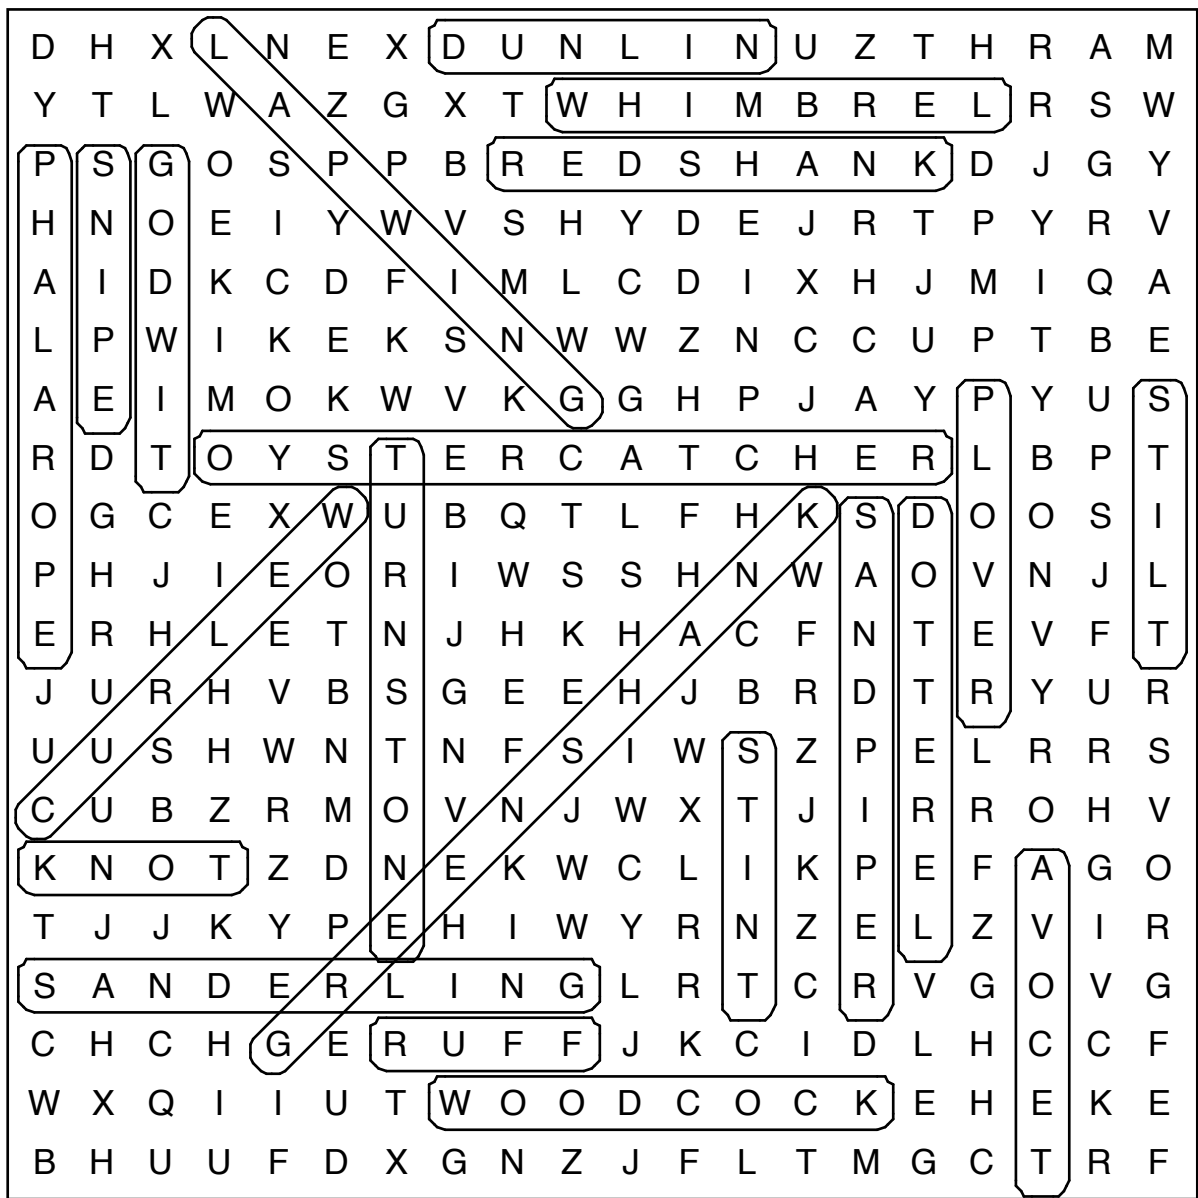 D H X L N E X D U N L I N U Z T H R A M
Y T L W A Z G X T W H I M B R E L R S W
P S G O S P P B R E D S H A N K D J G Y
H N O E I Y W V S H Y D E J R T P Y R V
A I D K C D F I M L C D I X H J M I Q A
L P W I K E K S N W W Z N C C U P T B E
A E I M O K W V K G G H P J A Y P Y U S
R D T O Y S T E R C A T C H E R L B P T
O G C E X W U B Q T L F H K S D O O S I
P H J I E O R I W S S H N W A O V N J L
E R H L E T N J H K H A C F N T E V F T
J U R H V B S G E E H J B R D T R Y U R
U U S H W N T N F S I W S Z P E L R R S
C U B Z R M O V N J W X T J I R R O H V
K N O T Z D N E K W C L I K P E F A G O
T J J K Y P E H I W Y R N Z E L Z V I R
S A N D E R L I N G L R T C R V G O V G
C H C H G E R U F F J K C I D L H C C F
W X Q I I U T W O O D C O C K E H E K E
B H U U F D X G N Z J F L T M G C T R F